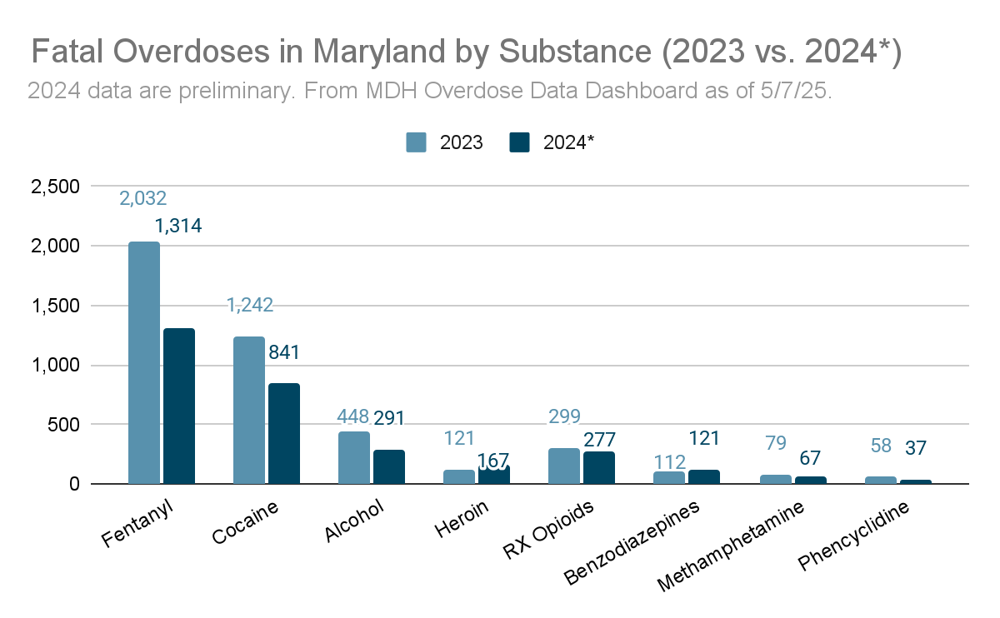 Fatal Overdoses in Maryland by Substance (2023 vs. 2024*)
2024 data are preliminary. From MDH Overdose Data Dashboard as of 5/7/25.
2023 2024*
2,500
2,000
1,500
1,000
500
0
2,032 1,314
1,242 841
448 291
121 167
299 277
112 121
79 67
58 37
Fentanyl
Cocaine
Alcohol
Heroin
RX Opioids
Benzodiazepines
Methamphetamine
Phencyclidine